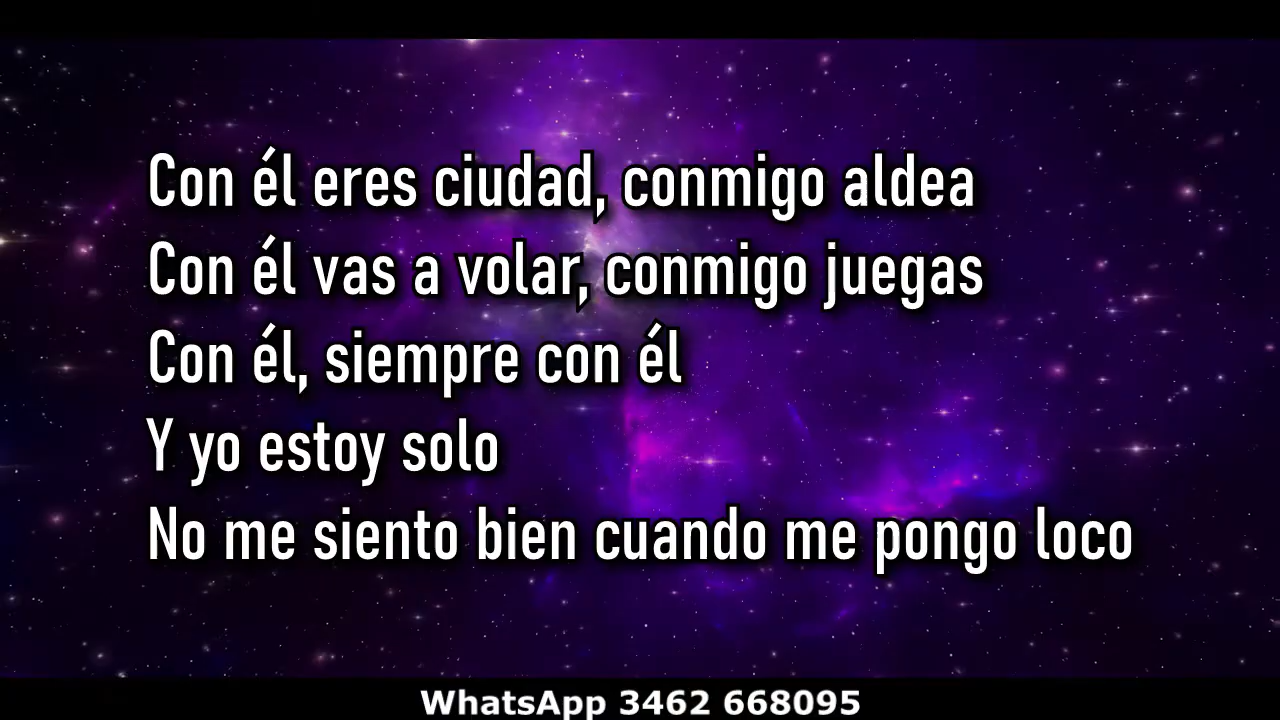 Con él eres ciudad, conmigo aldea
Con él vas a volar, conmigo juegas
Con él, siempre con él
Y yo estoy solo
No me siento bien cuando me pongo loco
WhatsApp 3462 668095